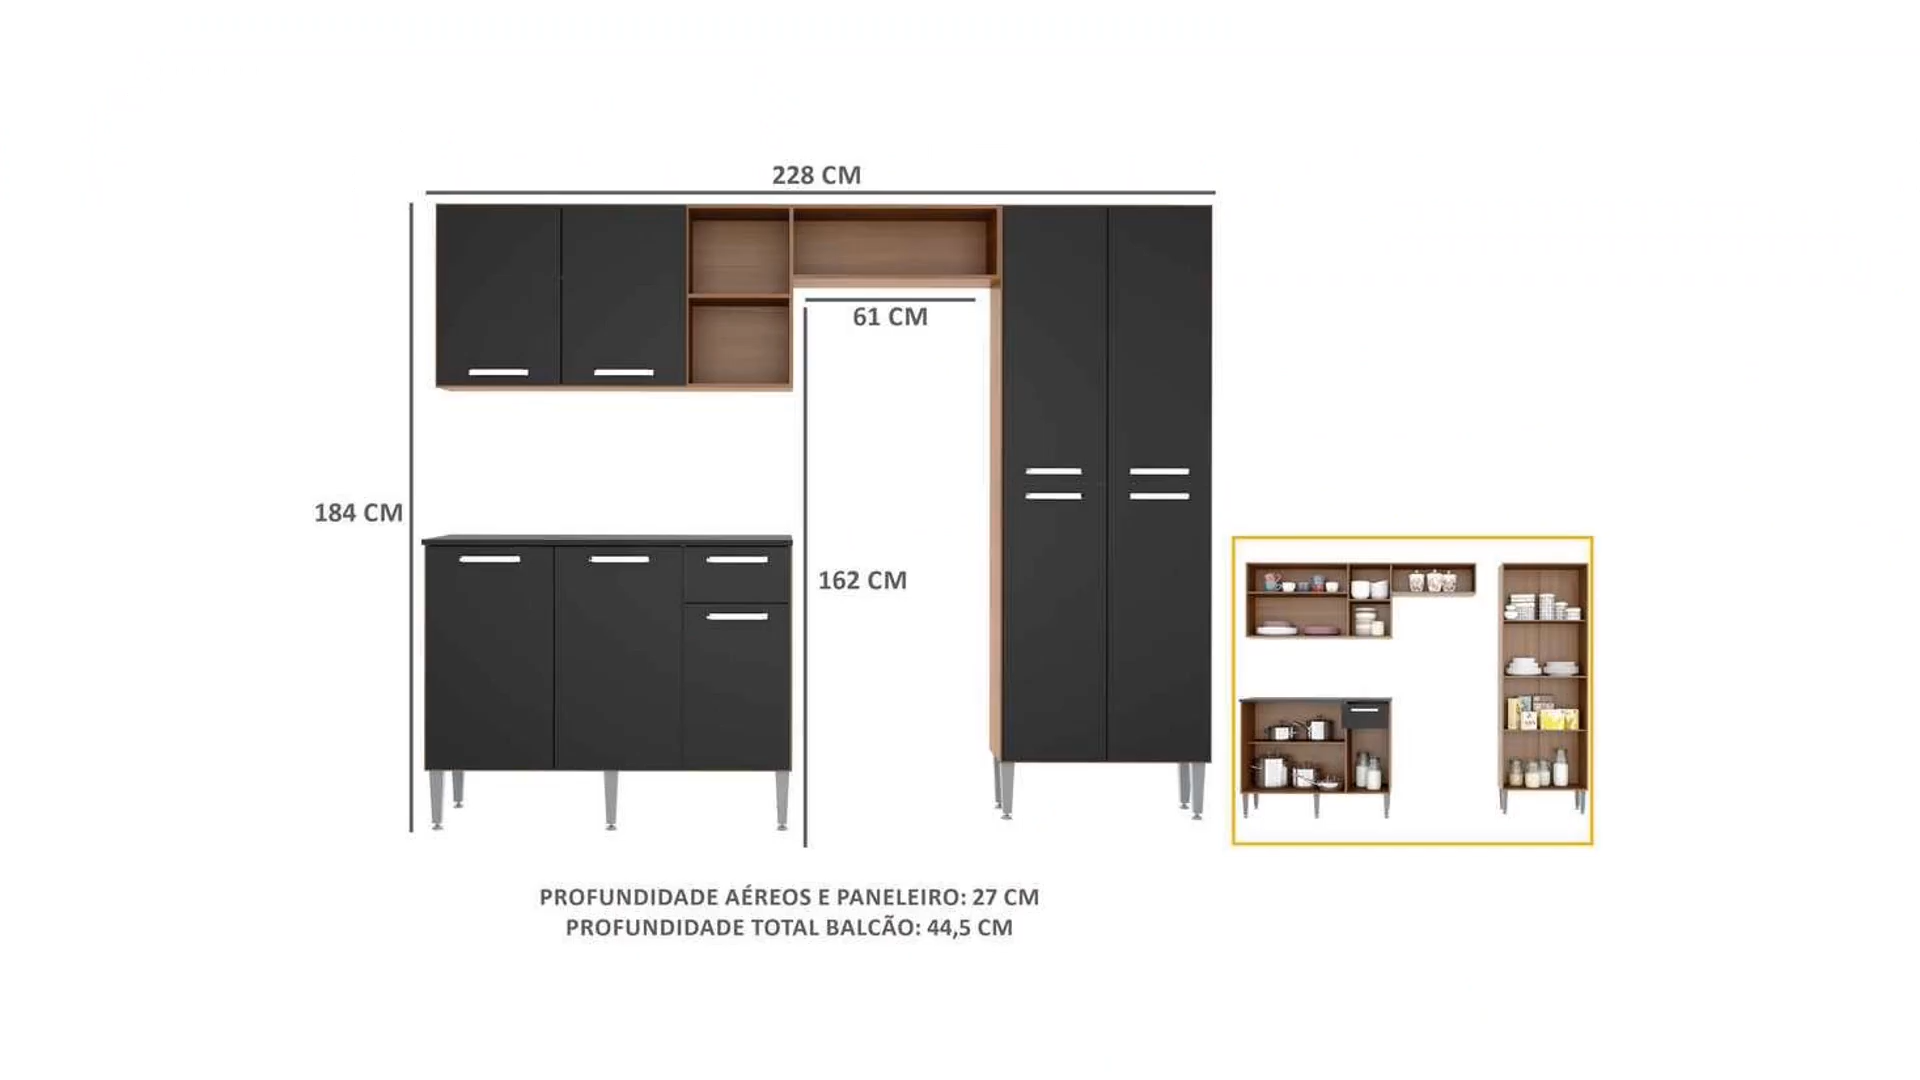 228 CM
61 CM
184 CM
162 CM
PROFUNDIDADE AÉREOS E PANELEIRO: 27 CM
PROFUNDIDADE TOTAL BALCÃO: 44,5 CM